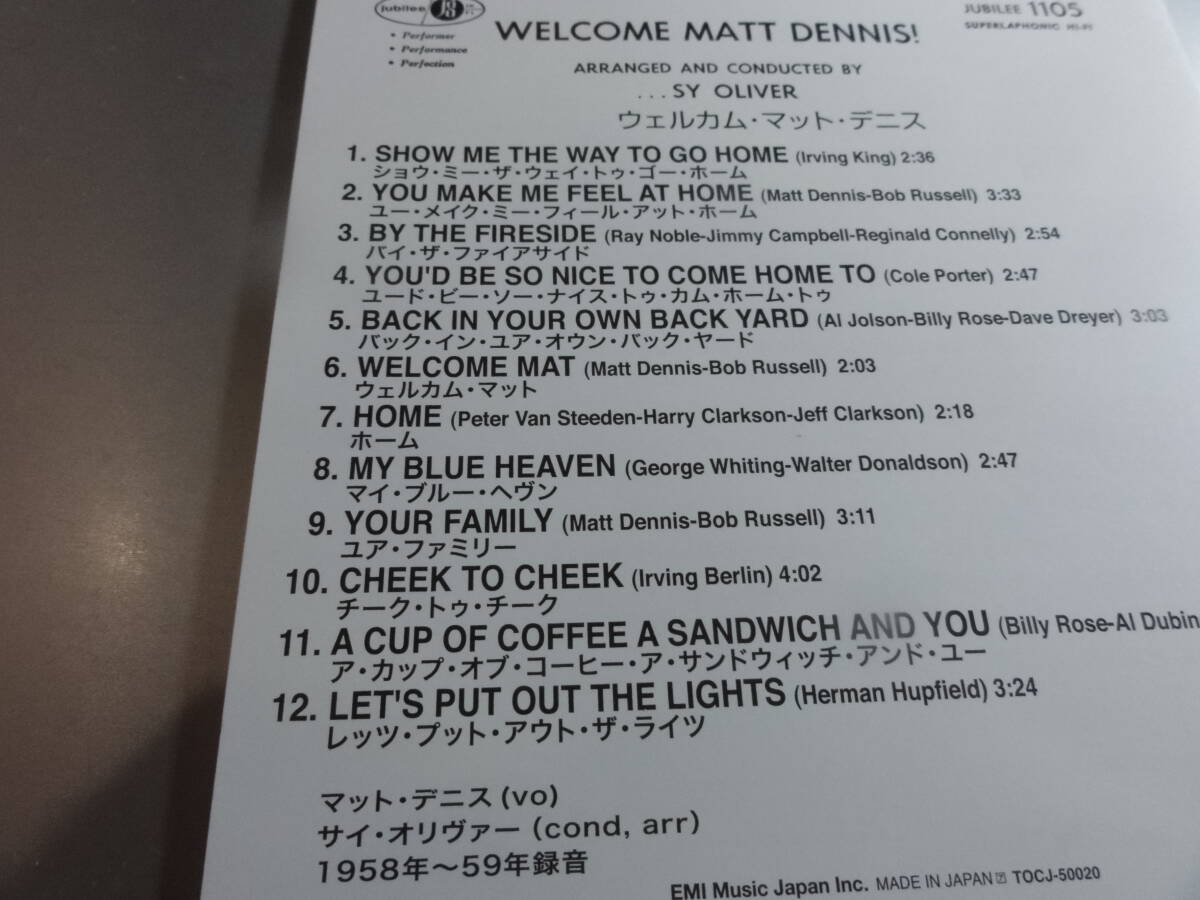 jubilee
• Performer
• Performance
• Perfection
JUBILEE 1105
SUPERLAPHONIC HI-FI
WELCOME MATT DENNIS!
ARRANGED AND CONDUCTED BY
...SY OLIVER
ウェルカム・マット・デニス
1. SHOW ME THE WAY TO GO HOME (Irving King) 2:36
ショウ・ミー・ザ・ウェイ・トゥ・ゴー・ホーム
2. YOU MAKE ME FEEL AT HOME (Matt Dennis-Bob Russell) 3:33
ユー・メイク・ミー・フィール・アット・ホーム
3. BY THE FIRESIDE (Ray Noble-Jimmy Campbell-Reginald Connelly) 2:54
バイ・ザ・ファイアサイド
4. YOU'D BE SO NICE TO COME HOME TO (Cole Porter) 2:47
ユード・ビー・ソー・ナイス・トゥ・カム・ホーム・トゥ
5. BACK IN YOUR OWN BACK YARD (Al Jolson-Billy Rose-Dave Dreyer) 3:03
バック・イン・ユア・オウン・バック・ヤード
6. WELCOME MAT (Matt Dennis-Bob Russell) 2:03
ウェルカム・マット
7. HOME (Peter Van Steeden-Harry Clarkson-Jeff Clarkson) 2:18
ホーム
8. MY BLUE HEAVEN (George Whiting-Walter Donaldson) 2:47
マイ・ブルー・ヘヴン
9. YOUR FAMILY (Matt Dennis-Bob Russell) 3:11
ユア・ファミリー
10. CHEEK TO CHEEK (Irving Berlin) 4:02
チーク・トゥ・チーク
11. A CUP OF COFFEE A SANDWICH AND YOU (Billy Rose-Al Dubin
ア・カップ・オブ・コーヒー・ア・サンドウィッチ・アンド・ユー
12. LET'S PUT OUT THE LIGHTS (Herman Hupfield) 3:24
レッツ・プット・アウト・ザ・ライツ
マット・デニス (vo)
サイ・オリヴァー (cond, arr)
1958年～59年録音
EMI Music Japan Inc. MADE IN JAPAN TOCJ-50020